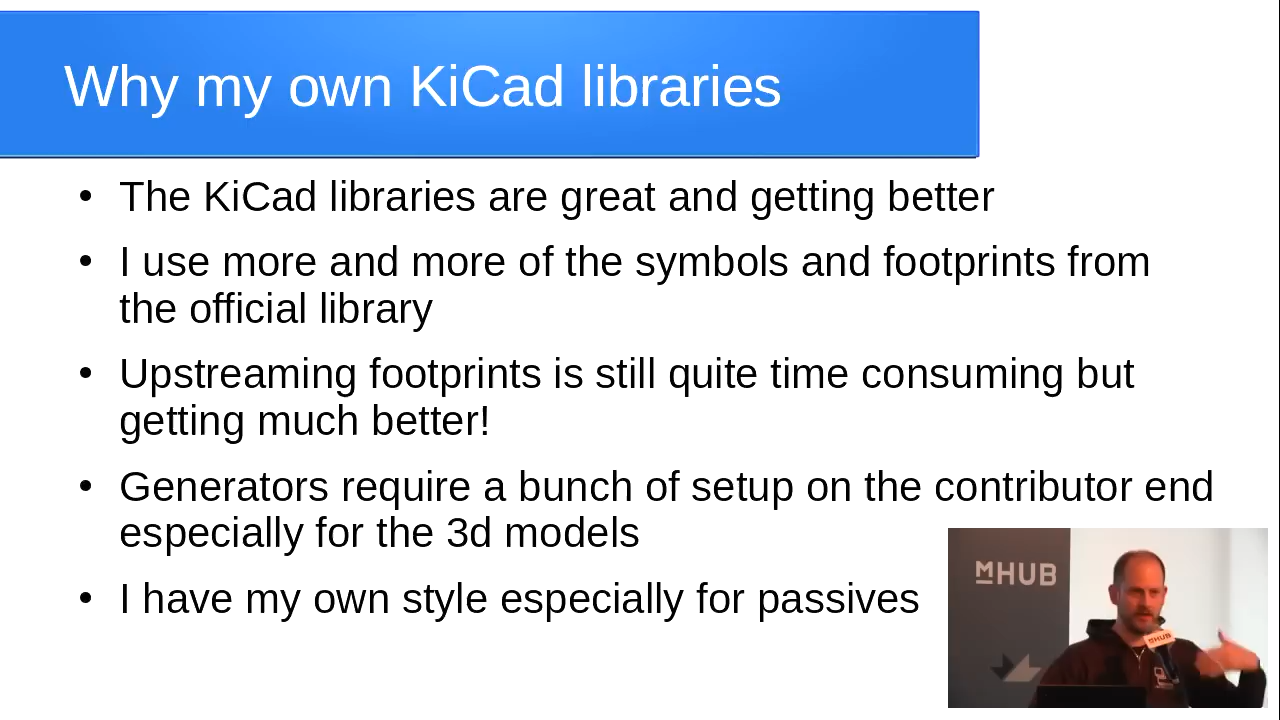 Why my own KiCad libraries
• The KiCad libraries are great and getting better
• I use more and more of the symbols and footprints from
the official library
• Upstreaming footprints is still quite time consuming but
getting much better!
• Generators require a bunch of setup on the contributor end
especially for the 3d models
• I have my own style especially for passives
MHUB
MHUB